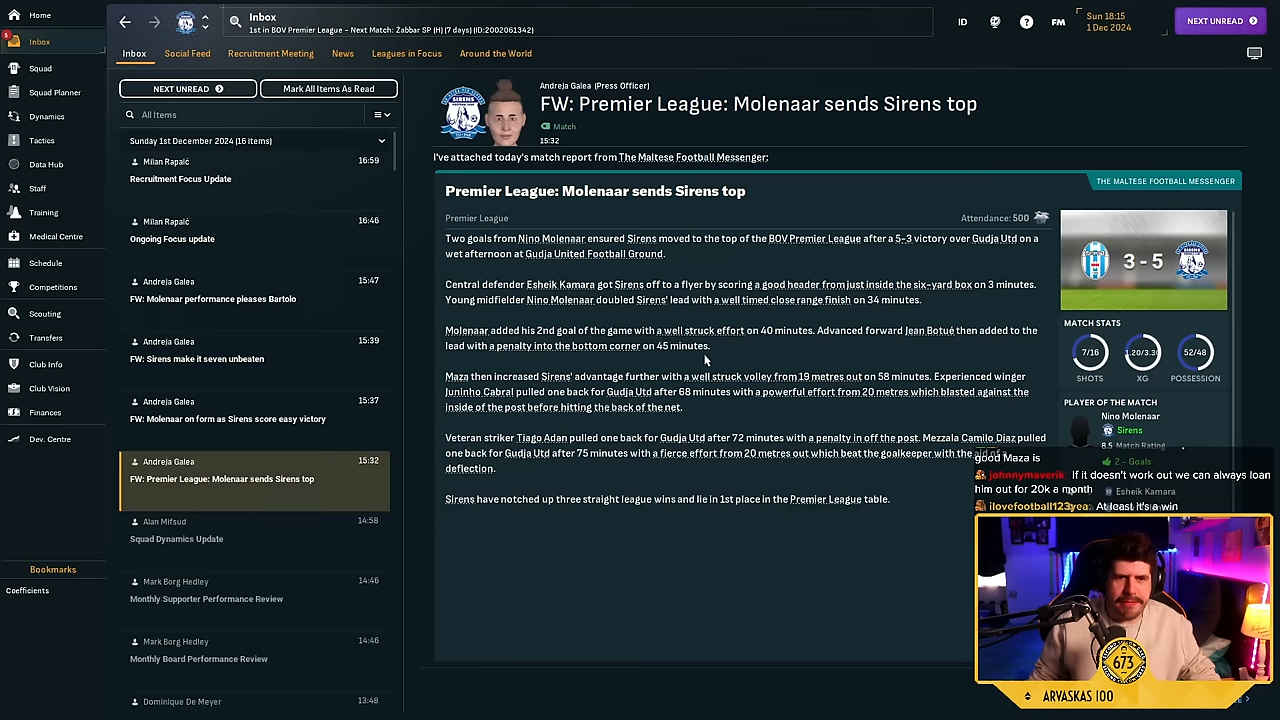 Home
Inbox
Squad
Squad Planner
Dynamics
Tactics
Data Hub
Staff
Training
Medical Centre
Schedule
Competitions
Scouting
Transfers
Club Info
Club Vision
Finances
Dev. Centre
Bookmarks
Coefficients
5
Inbox
1st in BOV Premier League - Next Match: Żabbar SP (H) (7 days) (ID:2002061342)
ID
FM
Sun 18:15
1 Dec 2024
NEXT UNREAD
Inbox
Social Feed
Recruitment Meeting
News
Leagues in Focus
Around the World
NEXT UNREAD
Mark All Items As Read
All Items
Sunday 1st December 2024 (16 Items)
Milan Rapaić 16:59
Recruitment Focus Update
Milan Rapaić 16:46
Ongoing Focus update
Andreja Galea 15:47
FW: Molenaar performance pleases Bartolo
Andreja Galea 15:39
FW: Sirens make it seven unbeaten
Andreja Galea 15:37
FW: Molenaar on form as Sirens score easy victory
Andreja Galea 15:32
FW: Premier League: Molenaar sends Sirens top
Alan Mifsud 14:58
Squad Dynamics Update
Mark Borg Hedley 14:46
Monthly Supporter Performance Review
Mark Borg Hedley 14:46
Monthly Board Performance Review
Dominique De Meyer 13:48
Andreja Galea (Press Officer)
FW: Premier League: Molenaar sends Sirens top
Match
15:32
I've attached today's match report from The Maltese Football Messenger:
THE MALTESE FOOTBALL MESSENGER
Premier League: Molenaar sends Sirens top
Premier League
Attendance: 500
Two goals from Nino Molenaar ensured Sirens moved to the top of the BOV Premier League after a 5-3 victory over Gudja Utd on a
wet afternoon at Gudja United Football Ground.
Central defender Esheik Kamara got Sirens off to a flyer by scoring a good header from just inside the six-yard box on 3 minutes.
Young midfielder Nino Molenaar doubled Sirens' lead with a well timed close range finish on 34 minutes.
Molenaar added his 2nd goal of the game with a well struck effort on 40 minutes. Advanced forward Jean Botué then added to the
lead with a penalty into the bottom corner on 45 minutes.
Maza then increased Sirens' advantage further with a well struck volley from 19 metres out on 58 minutes. Experienced winger
Juninho Cabral pulled one back for Gudja Utd after 68 minutes with a powerful effort from 20 metres which blasted against the
inside of the post before hitting the back of the net.
Veteran striker Tiago Adan pulled one back for Gudja Utd after 72 minutes with a penalty in off the post. Mezzala Camilo Díaz pulled
one back for Gudja Utd after 75 minutes with a fierce effort from 20 metres out which beat the goalkeeper with the aid of a
deflection.
Sirens have notched up three straight league wins and lie in 1st place in the Premier League table.
3 - 5
MATCH STATS
7/16
1.20/3.30
52/48
SHOTS
XG
POSSESSION
PLAYER OF THE MATCH
Nino Molenaar
Sirens
8.5 Match Rating
2 - Goals
Esheik Kamara
good Maza is
johnnymaverik: If it doesn't work out we can always loan
him out for 20k a month
ilovefootball123yea: At least it's a win
673
ARVASKAS 100